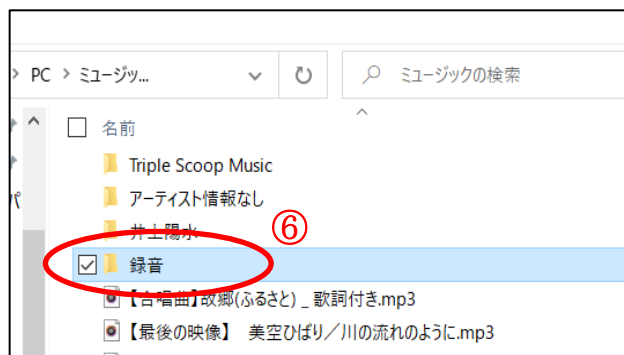 > PC > ミュージッ... ミュージックの検索
名前
Triple Scoop Music
アーティスト情報なし
パ
井上陽水
⑥
録音
【合唱曲】故郷(ふるさと) _ 歌詞付き.mp3
【最後の映像】 美空ひばり／川の流れのように.mp3